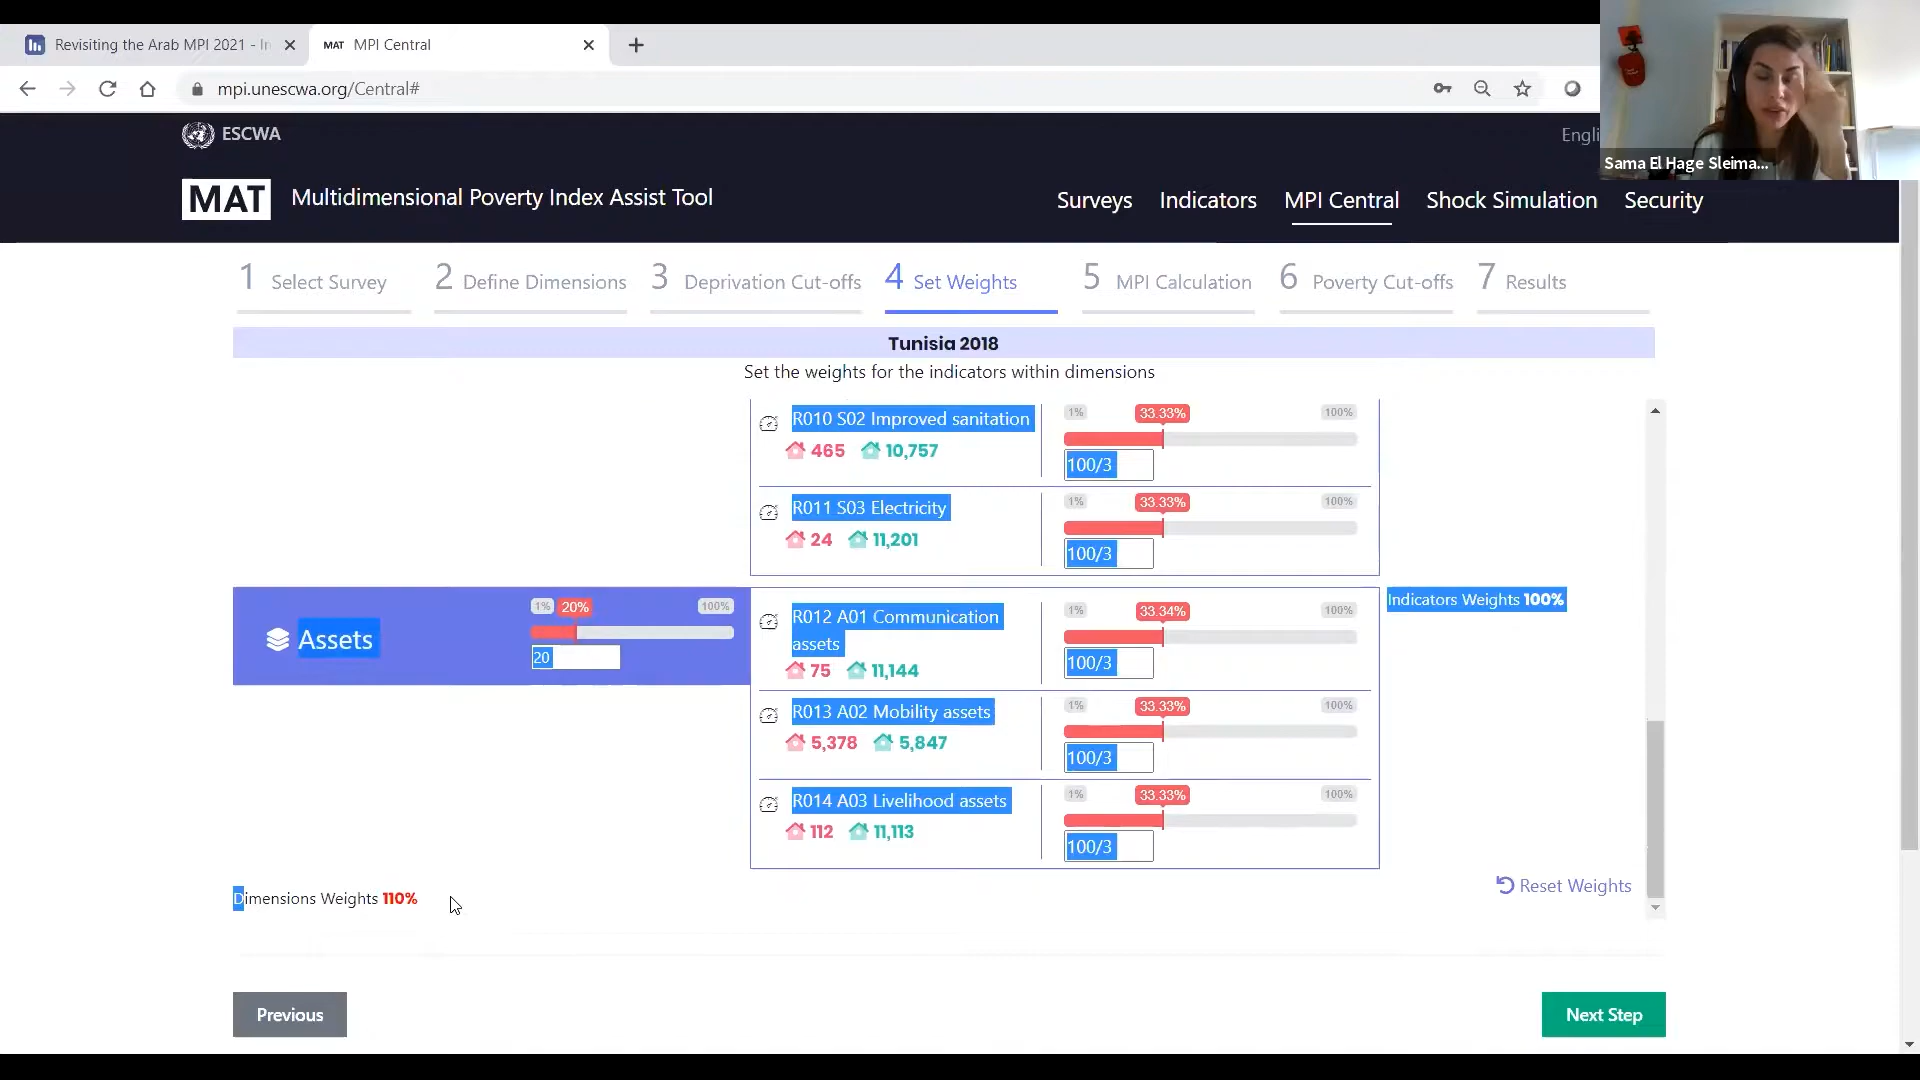 Revisiting the Arab MPI 2021 - In
MAT MPI Central
mpi.unescwa.org/Central#
ESCWA
Engli
Sama El Hage Sleima...
MAT
Multidimensional Poverty Index Assist Tool
Surveys
Indicators
MPI Central
Shock Simulation
Security
1 Select Survey
2 Define Dimensions
3 Deprivation Cut-offs
4 Set Weights
5 MPI Calculation
6 Poverty Cut-offs
7 Results
Tunisia 2018
Set the weights for the indicators within dimensions
R010 S02 Improved sanitation
465 10,757
1% 33.33% 100%
100/3
R011 S03 Electricity
24 11,201
1% 33.33% 100%
100/3
Assets
1% 20% 100%
20
R012 A01 Communication
assets
75 11,144
1% 33.34% 100%
100/3
Indicators Weights 100%
R013 A02 Mobility assets
5,378 5,847
1% 33.33% 100%
100/3
R014 A03 Livelihood assets
112 11,113
1% 33.33% 100%
100/3
Reset Weights
Dimensions Weights 110%
Previous
Next Step